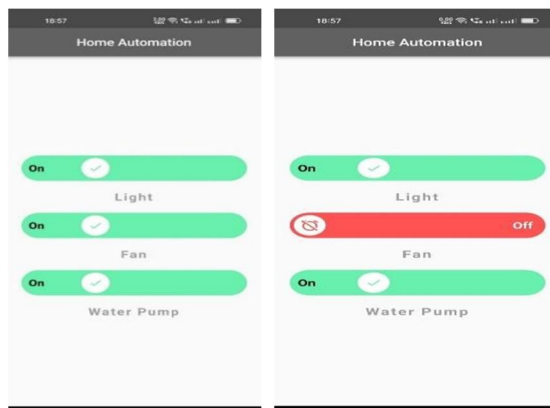 18:57
Home Automation
On
Light
On
Fan
On
Water Pump
18:57
Home Automation
On
Light
Off
Fan
On
Water Pump